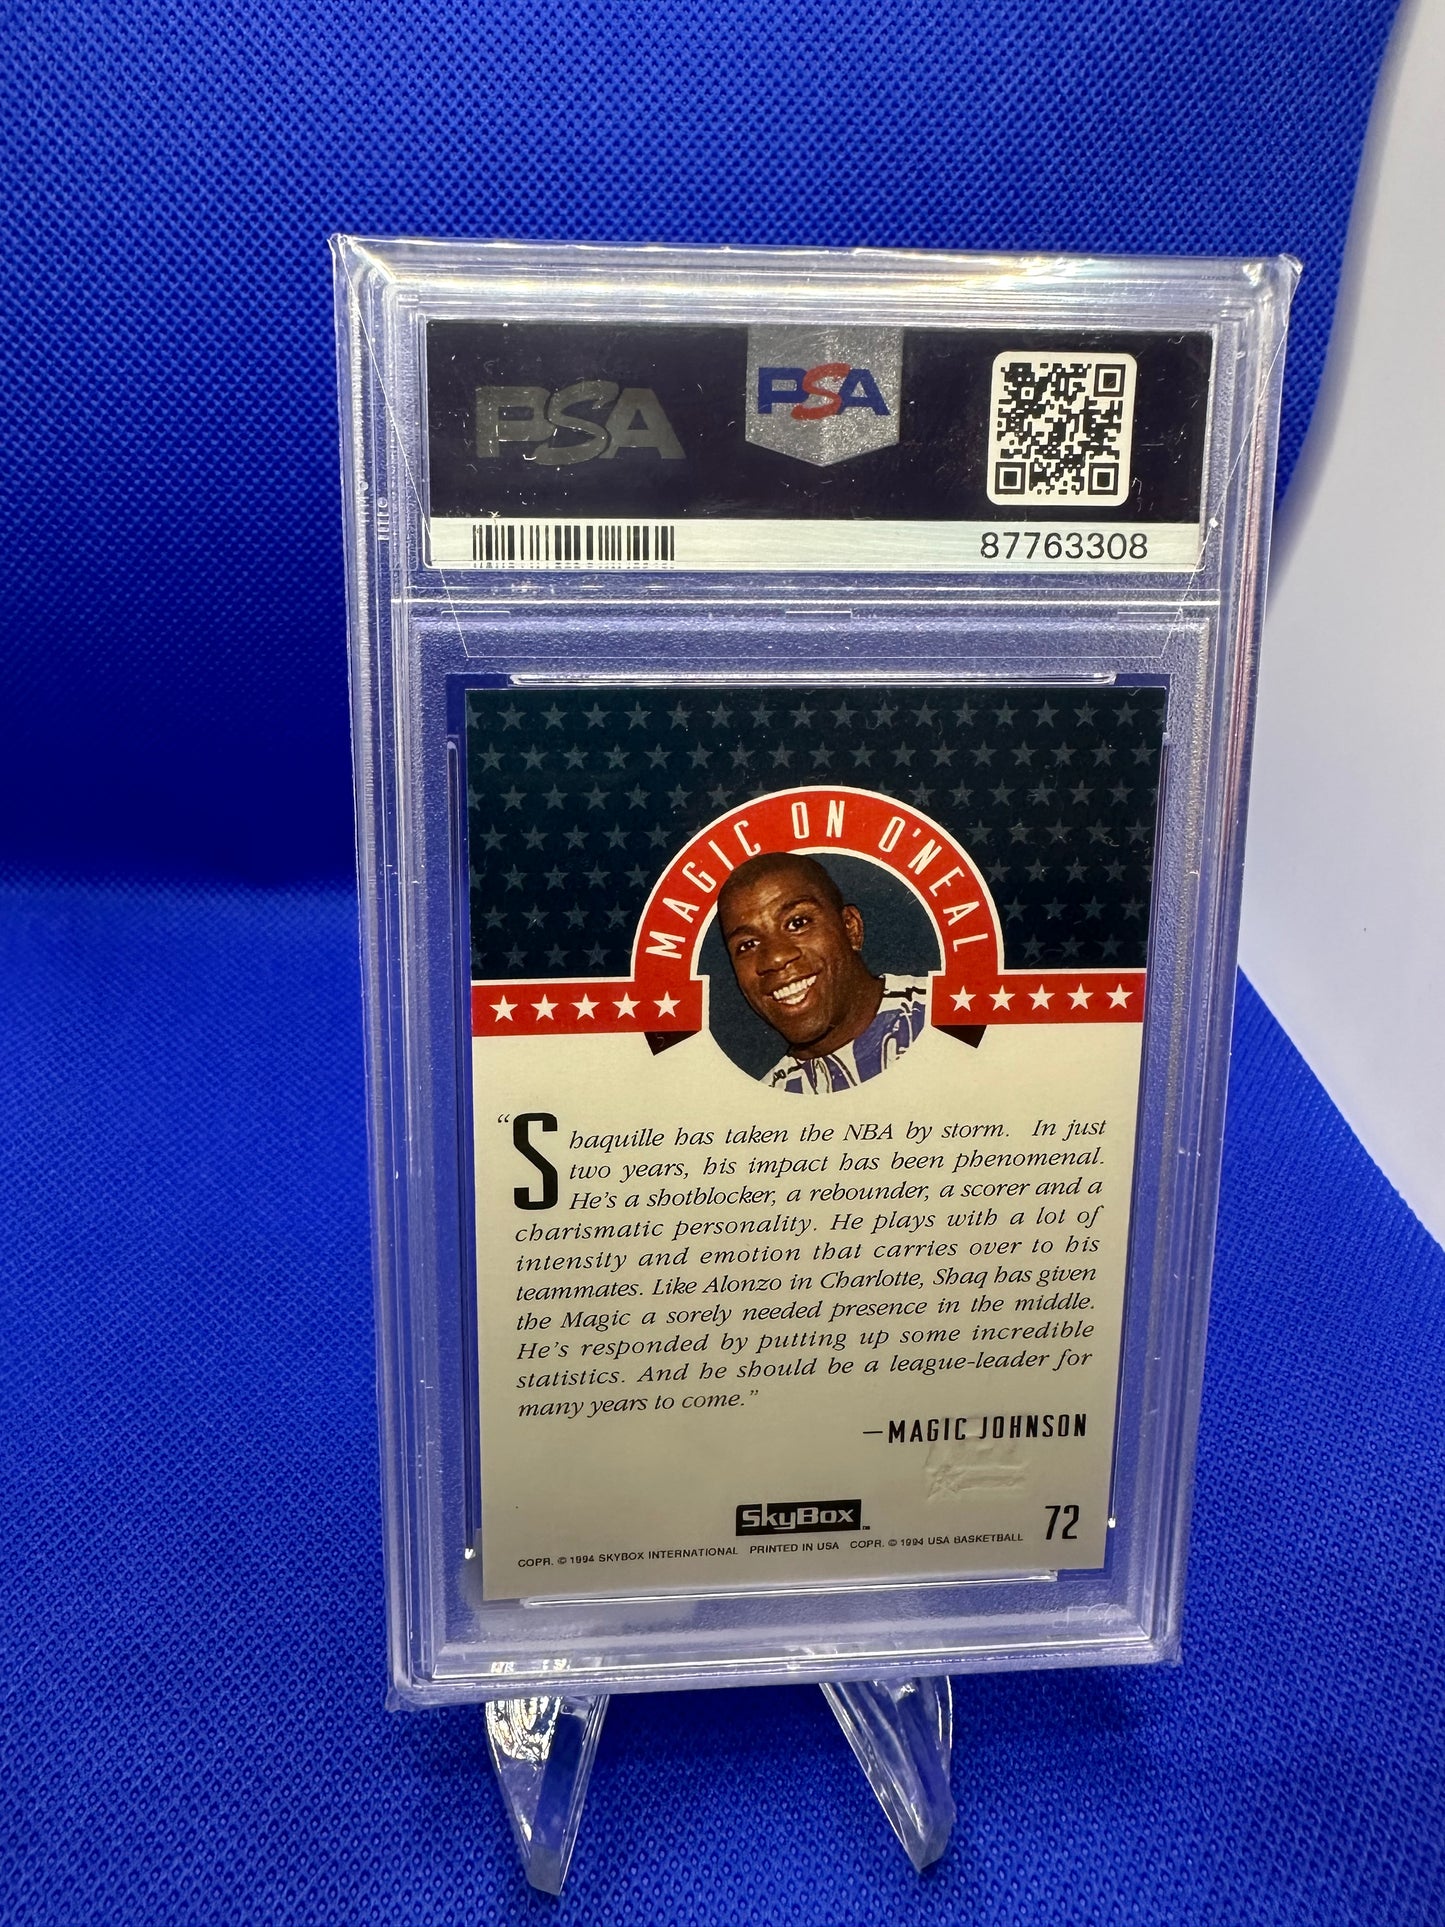 PSA
PSA
87763308
MAGIC ON O'NEAL
“Shaquille has taken the NBA by storm. In just
two years, his impact has been phenomenal.
He's a shotblocker, a rebounder, a scorer and a
charismatic personality. He plays with a lot of
intensity and emotion that carries over to his
teammates. Like Alonzo in Charlotte, Shaq has given
the Magic a sorely needed presence in the middle.
He's responded by putting up some incredible
statistics. And he should be a league-leader for
many years to come.”
—MAGIC JOHNSON
SkyBox™
72
COPR. © 1994 SKYBOX INTERNATIONAL PRINTED IN USA COPR. © 1994 USA BASKETBALL